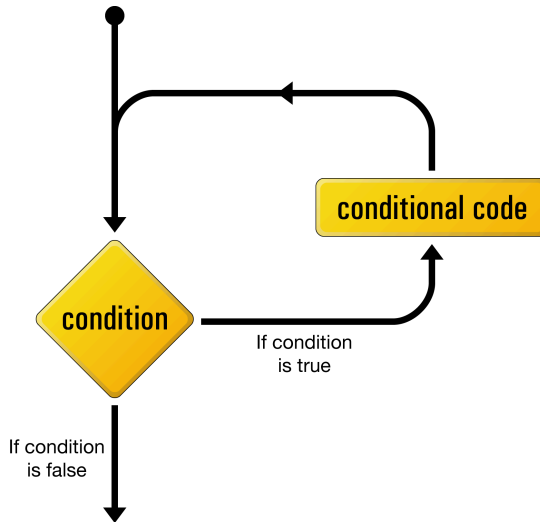 conditional code
condition
If condition
is true
If condition
is false